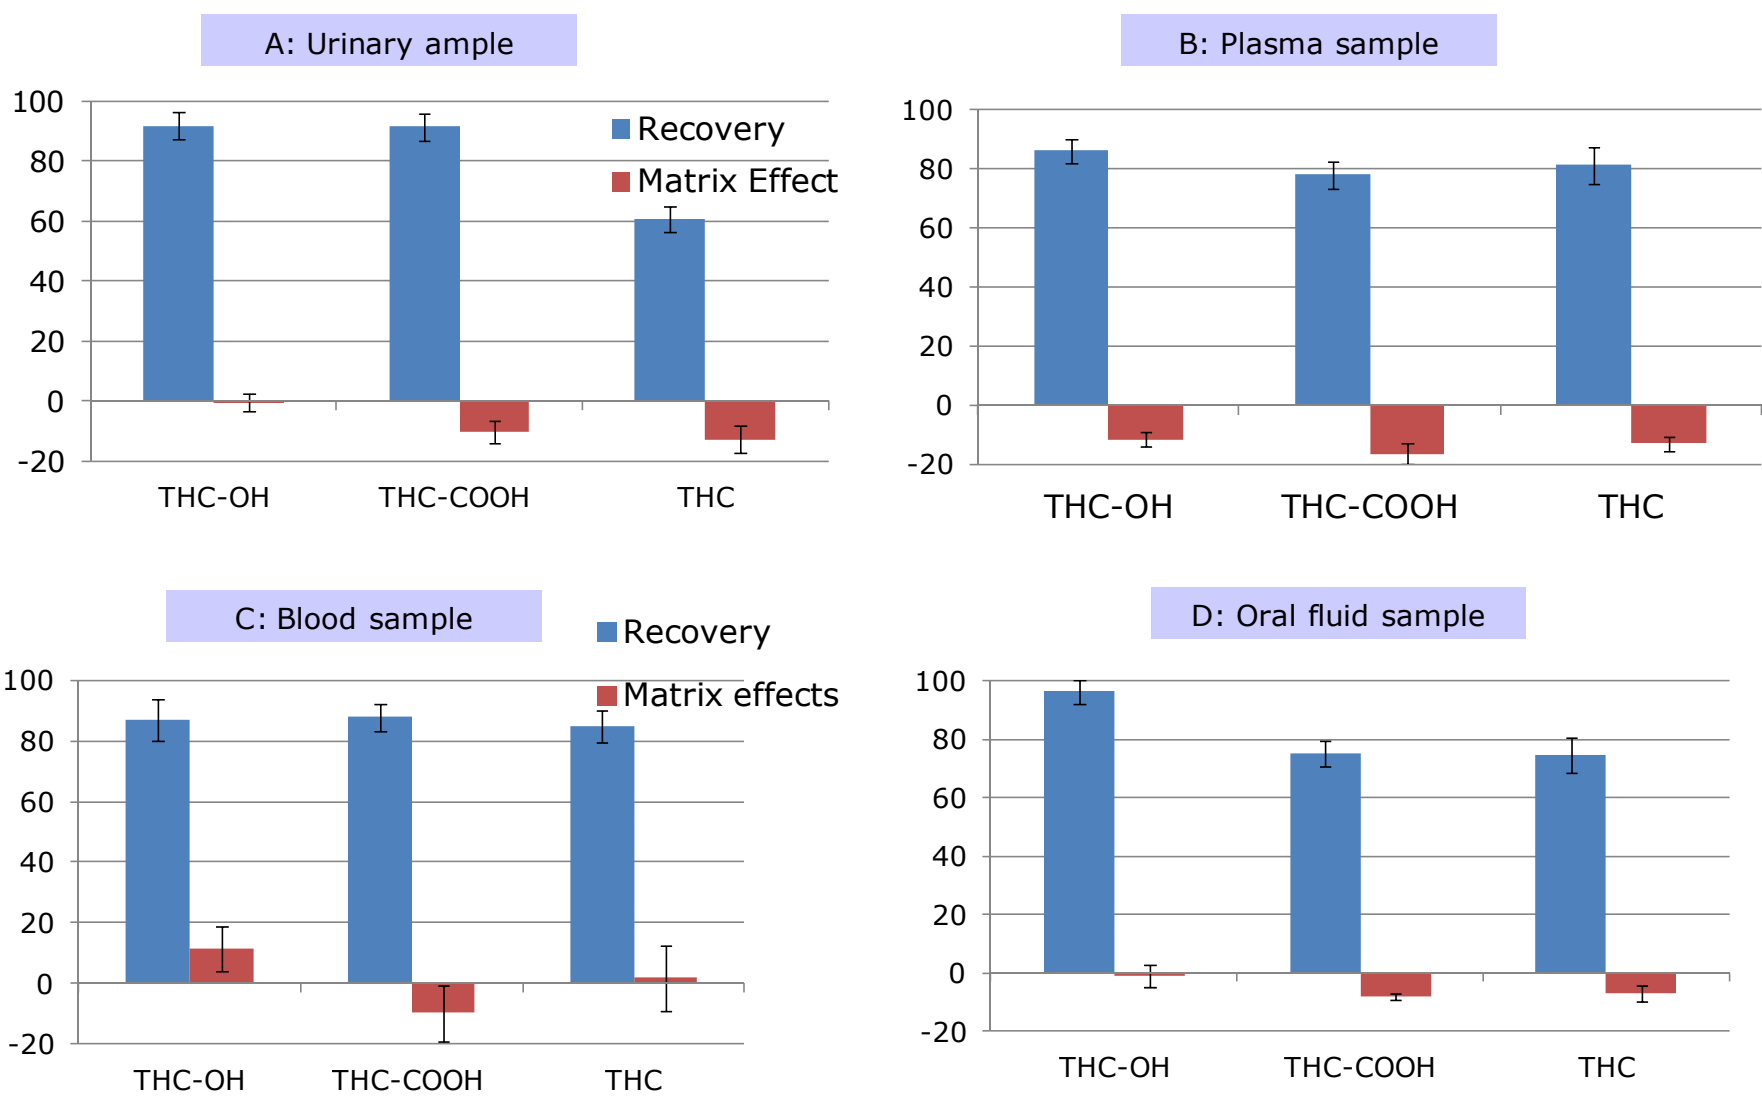 A: Urinary ample
100
80
60
40
20
0
-20
Recovery
Matrix Effect
THC-OH THC-COOH THC
B: Plasma sample
100
80
60
40
20
0
-20
THC-OH THC-COOH THC
C: Blood sample
Recovery
Matrix effects
100
80
60
40
20
0
-20
THC-OH THC-COOH THC
D: Oral fluid sample
100
80
60
40
20
0
-20
THC-OH THC-COOH THC